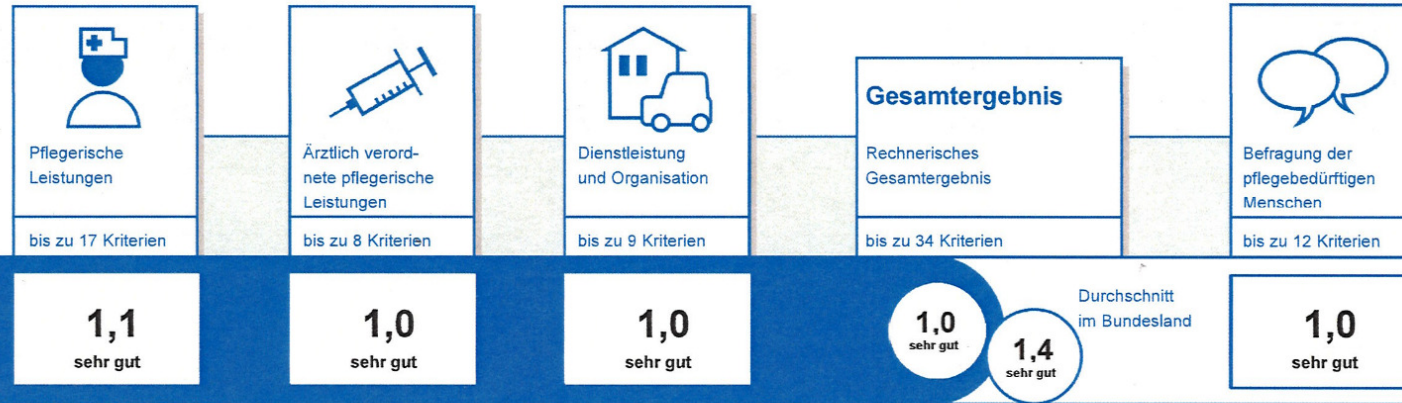 Pflegerische
Leistungen
bis zu 17 Kriterien
1,1
sehr gut
Ärztlich verord-
nete pflegerische
Leistungen
bis zu 8 Kriterien
1,0
sehr gut
Dienstleistung
und Organisation
bis zu 9 Kriterien
1,0
sehr gut
Gesamtergebnis
Rechnerisches
Gesamtergebnis
bis zu 34 Kriterien
1,0
sehr gut
1,4
sehr gut
Durchschnitt
im Bundesland
Befragung der
pflegebedürftigen
Menschen
bis zu 12 Kriterien
1,0
sehr gut